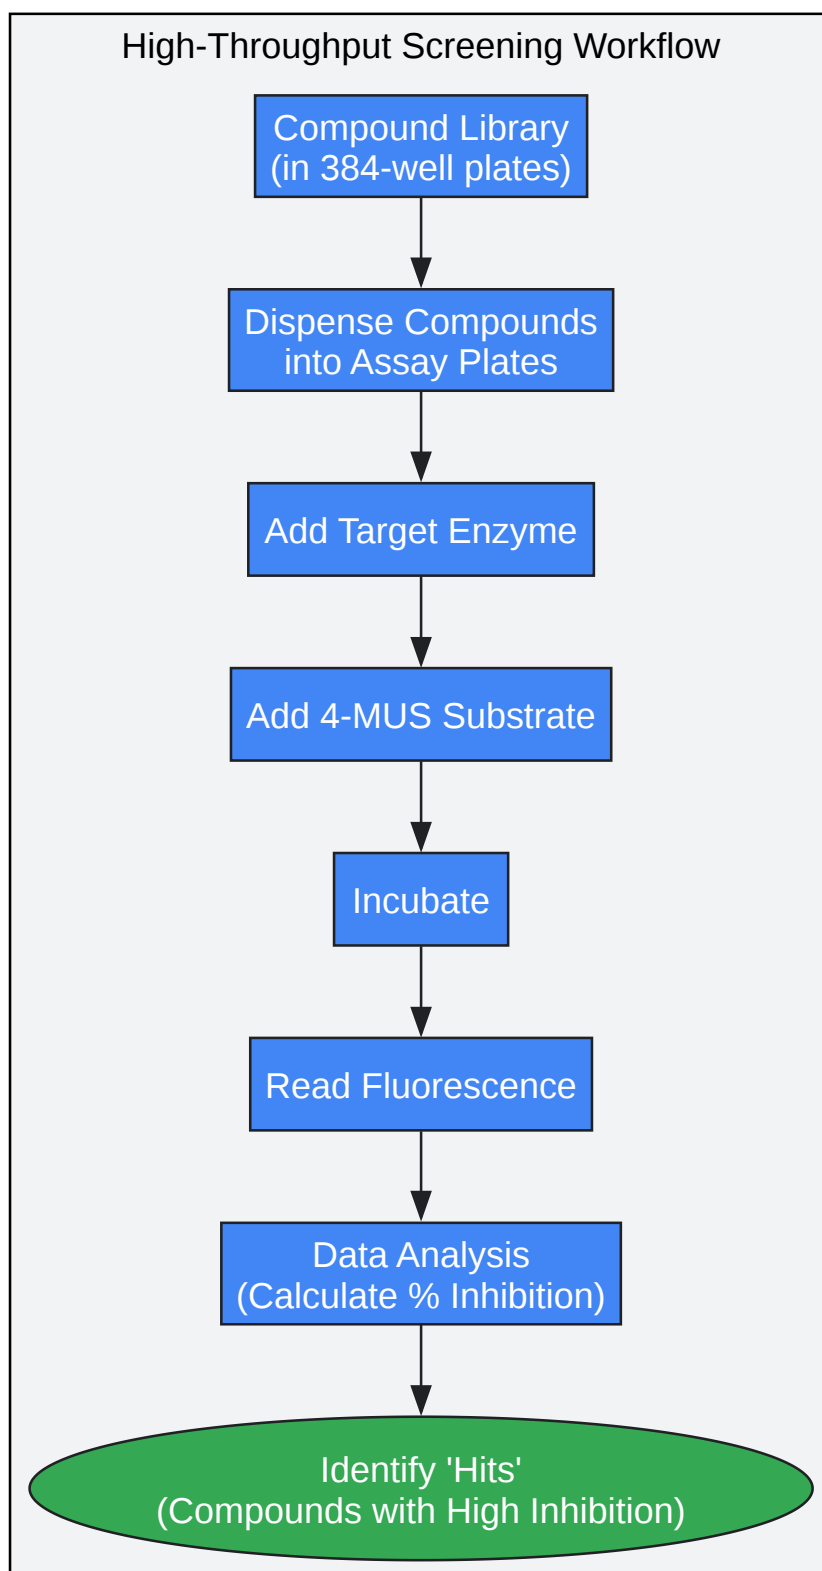 High-Throughput Screening Workflow
Compound Library
(in 384-well plates)
Dispense Compounds
into Assay Plates
Add Target Enzyme
Add 4-MUS Substrate
Incubate
Read Fluorescence
Data Analysis
(Calculate % Inhibition)
Identify 'Hits'
(Compounds with High Inhibition)